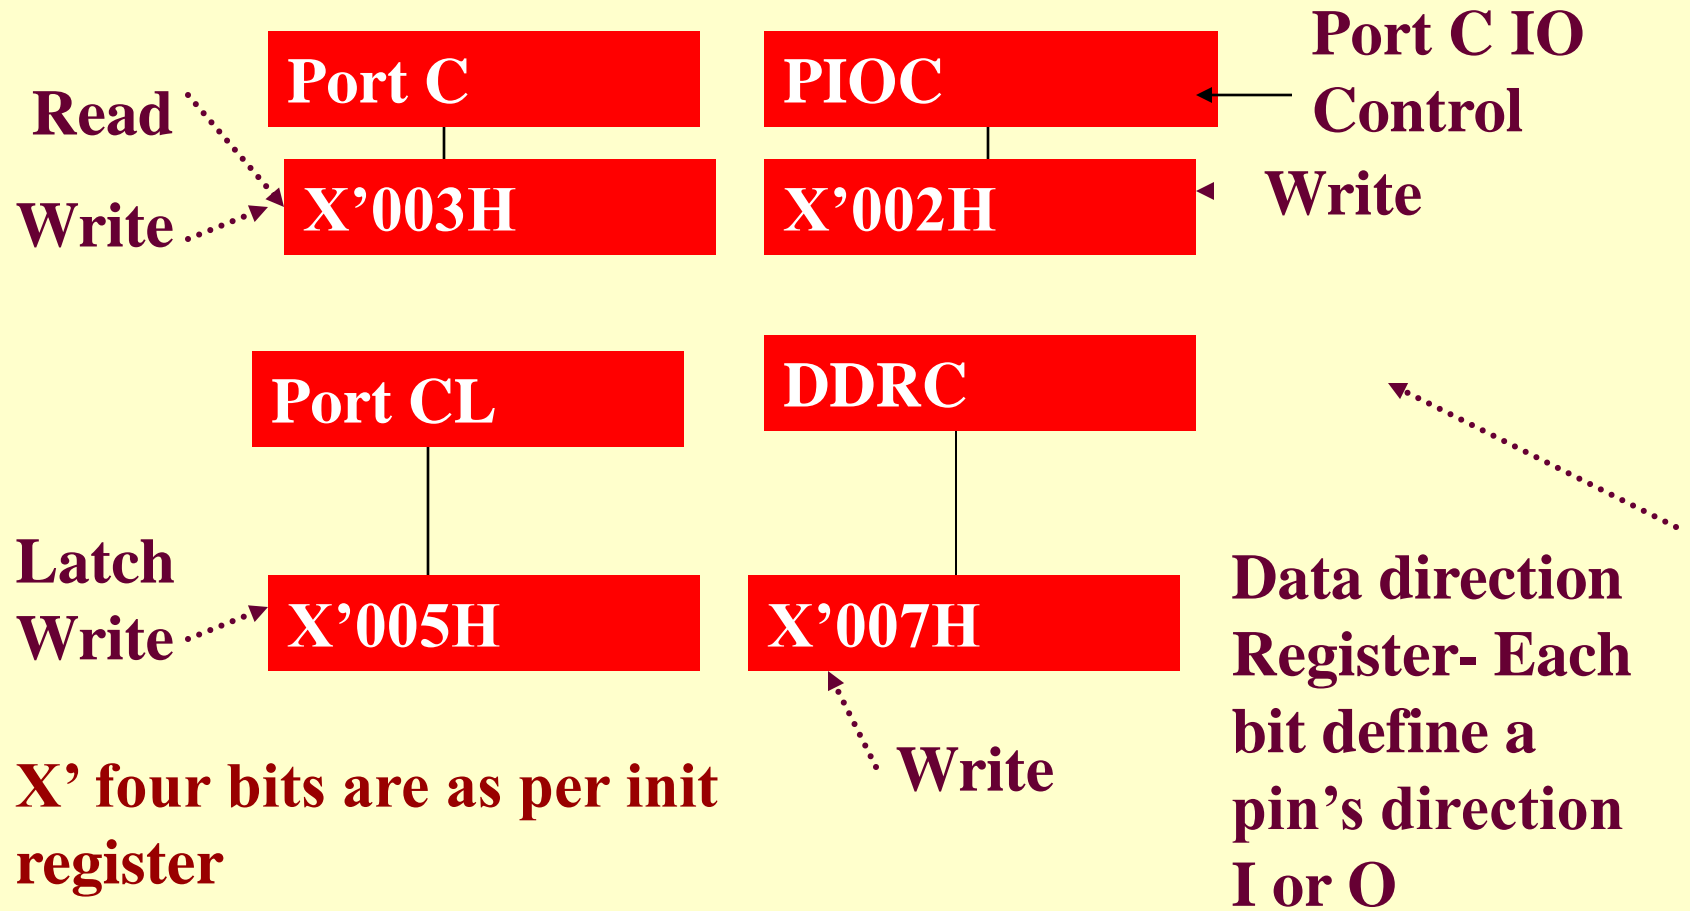 Port C
PIOC
Port C IO
Control
Read
Write
X’003H
X’002H
Write
Port CL
DDRC
Latch
Write
X’005H
X’007H
Write
Data direction
Register- Each
bit define a
pin’s direction
I or O
X’ four bits are as per init
register